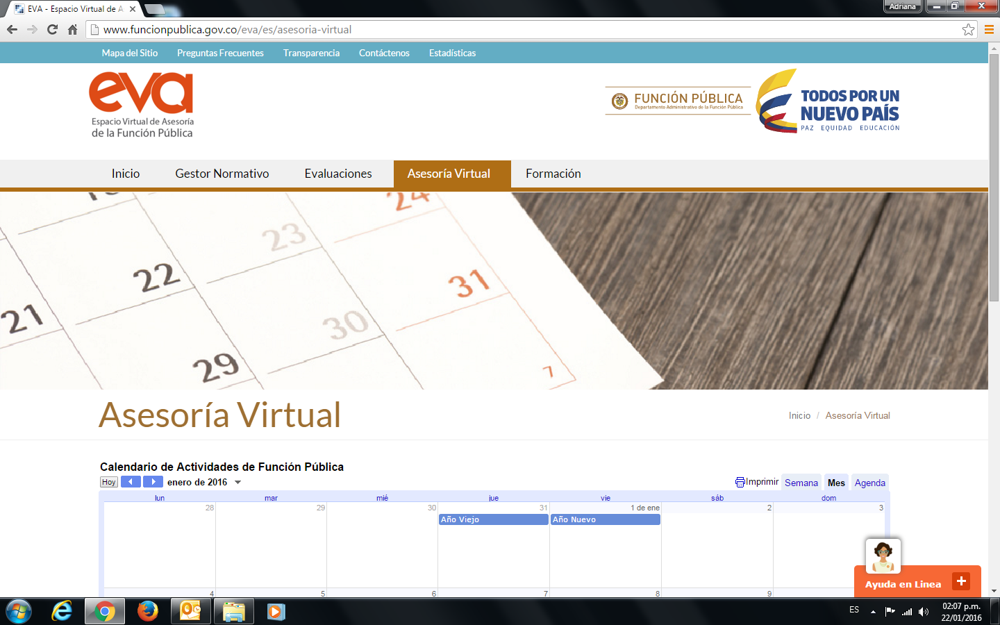 EVA - Espacio Virtual de A
Adriana
www.funcionpublica.gov.co/eva/es/asesoria-virtual
Mapa del Sitio Preguntas Frecuentes Transparencia Contáctenos Estadísticas
eva
Espacio Virtual de Asesoría
de la Función Pública
FUNCIÓN PÚBLICA
Departamento Administrativo de la Función Pública
TODOS POR UN
NUEVO PAÍS
PAZ EQUIDAD EDUCACIÓN
Inicio Gestor Normativo Evaluaciones Asesoría Virtual Formación
24
23
22
31
21
30
29
7
Asesoría Virtual
Inicio / Asesoría Virtual
Calendario de Actividades de Función Pública
Hoy enero de 2016 Imprimir Semana Mes Agenda
lun mar mié jue vie sáb dom
28 29 30 31 1 de ene 2 3
Año Viejo Año Nuevo
4 5 6 7 8 9
Ayuda en Linea +
ES
02:07 p.m.
22/01/2016